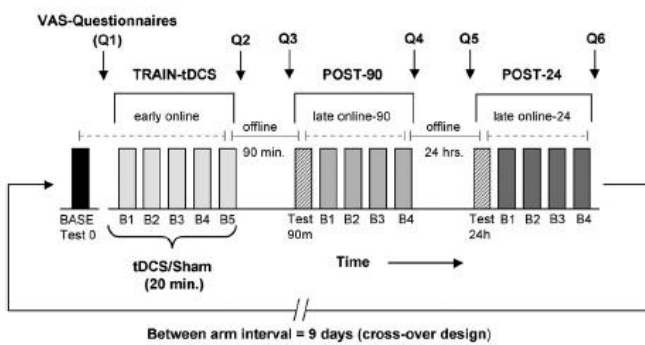 VAS-Questionnaires
(Q1) Q2 Q3 Q4 Q5 Q6
TRAIN-tDCS POST-90 POST-24
early online late online-90 late online-24
offline offline
90 min. 24 hrs.
BASE B1 B2 B3 B4 B5 Test B1 B2 B3 B4 Test B1 B2 B3 B4
Test 0 90m 24h
tDCS/Sham
(20 min.)
Time
Between arm interval = 9 days (cross-over design)